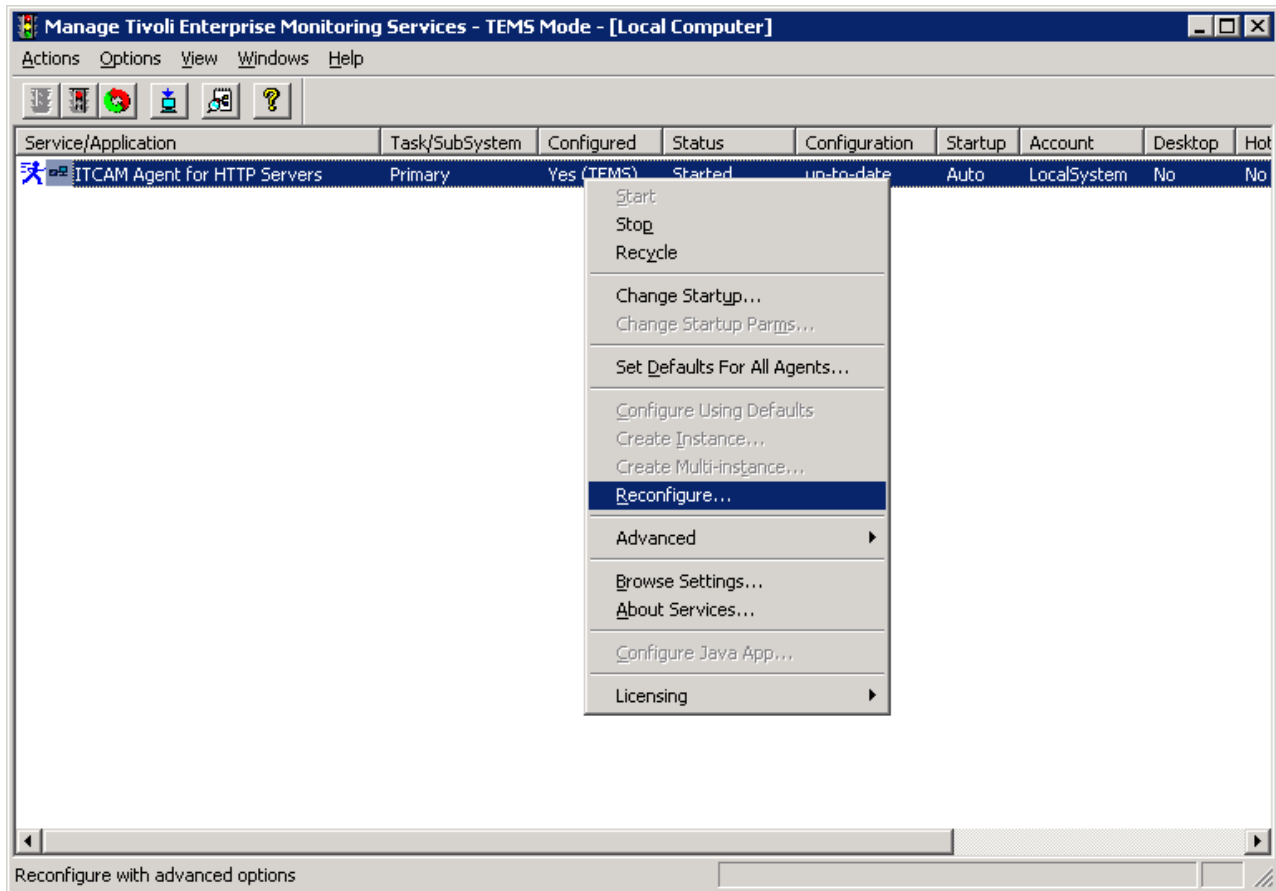 Manage Tivoli Enterprise Monitoring Services - TEMS Mode - [Local Computer]
Actions Options View Windows Help
Service/Application Task/SubSystem Configured Status Configuration Startup Account Desktop Hot
ITCAM Agent for HTTP Servers Primary Yes (TEMS) Started up-to-date Auto LocalSystem No No
Start
Stop
Recycle
Change Startup...
Change Startup Parms...
Set Defaults For All Agents...
Configure Using Defaults
Create Instance...
Create Multi-instance...
Reconfigure...
Advanced
Browse Settings...
About Services...
Configure Java App...
Licensing
Reconfigure with advanced options